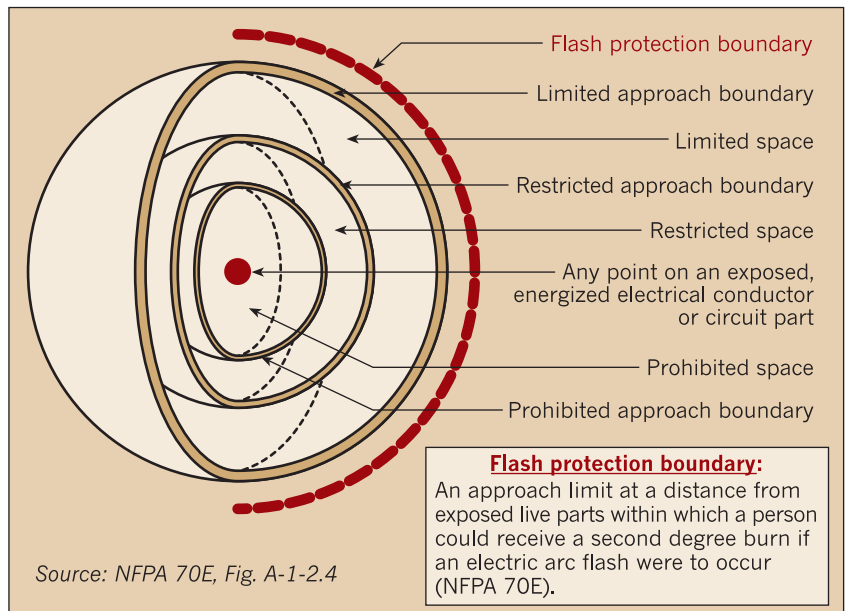 Flash protection boundary
Limited approach boundary
Limited space
Restricted approach boundary
Restricted space
Any point on an exposed,
energized electrical conductor
or circuit part
Prohibited space
Prohibited approach boundary
Flash protection boundary:
An approach limit at a distance from
exposed live parts within which a person
could receive a second degree burn if
an electric arc flash were to occur
(NFPA 70E).
Source: NFPA 70E, Fig. A-1-2.4